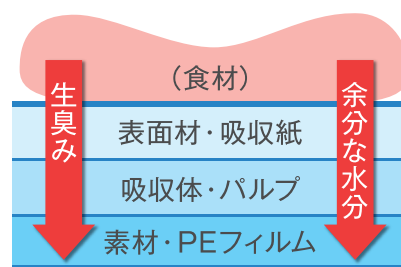 (食材)
生臭み
余分な水分
表面材・吸収紙
吸収体・パルプ
素材・PEフィルム